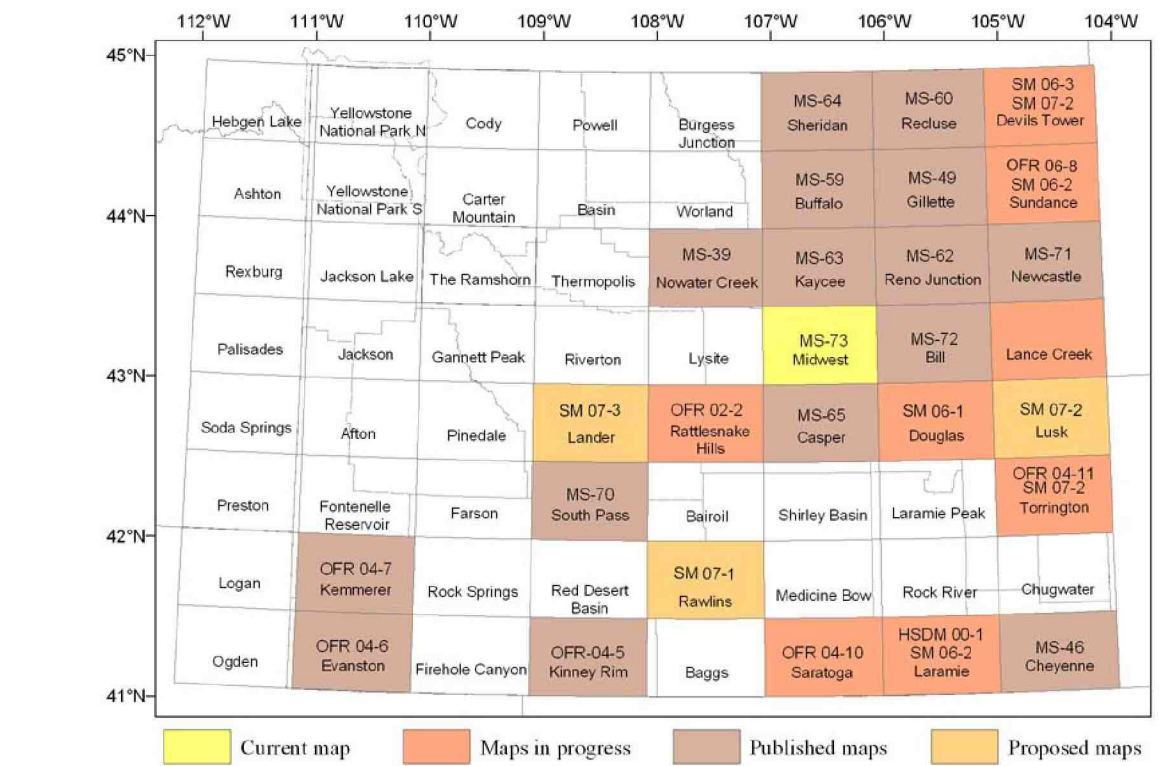 112°W 111°W 110°W 109°W 108°W 107°W 106°W 105°W 104°W
45°N
Hebgen Lake
Yellowstone
National Park N
Cody
Powell
Burgess
Junction
MS-64
Sheridan
MS-60
Recluse
SM 06-3
SM 07-2
Devils Tower
Ashton
Yellowstone
National Park S
Carter
Mountain
Basin
Worland
MS-59
Buffalo
MS-49
Gillette
OFR 06-8
SM 06-2
Sundance
44°N
Rexburg
Jackson Lake
The Ramshorn
Thermopolis
MS-39
Nowater Creek
MS-63
Kaycee
MS-62
Reno Junction
MS-71
Newcastle
Palisades
Jackson
Gannett Peak
Riverton
Lysite
MS-73
Midwest
MS-72
Bill
Lance Creek
43°N
Soda Springs
Afton
Pinedale
SM 07-3
Lander
OFR 02-2
Rattlesnake
Hills
MS-65
Casper
SM 06-1
Douglas
SM 07-2
Lusk
Preston
Fontenelle
Reservoir
Farson
MS-70
South Pass
Bairoil
Shirley Basin
Laramie Peak
OFR 04-11
SM 07-2
Torrington
42°N
Logan
OFR 04-7
Kemmerer
Rock Springs
Red Desert
Basin
SM 07-1
Rawlins
Medicine Bow
Rock River
Chugwater
Ogden
OFR 04-6
Evanston
Firehole Canyon
OFR-04-5
Kinney Rim
Baggs
OFR 04-10
Saratoga
HSDM 00-1
SM 06-2
Laramie
MS-46
Cheyenne
41°N
Current map Maps in progress Published maps Proposed maps